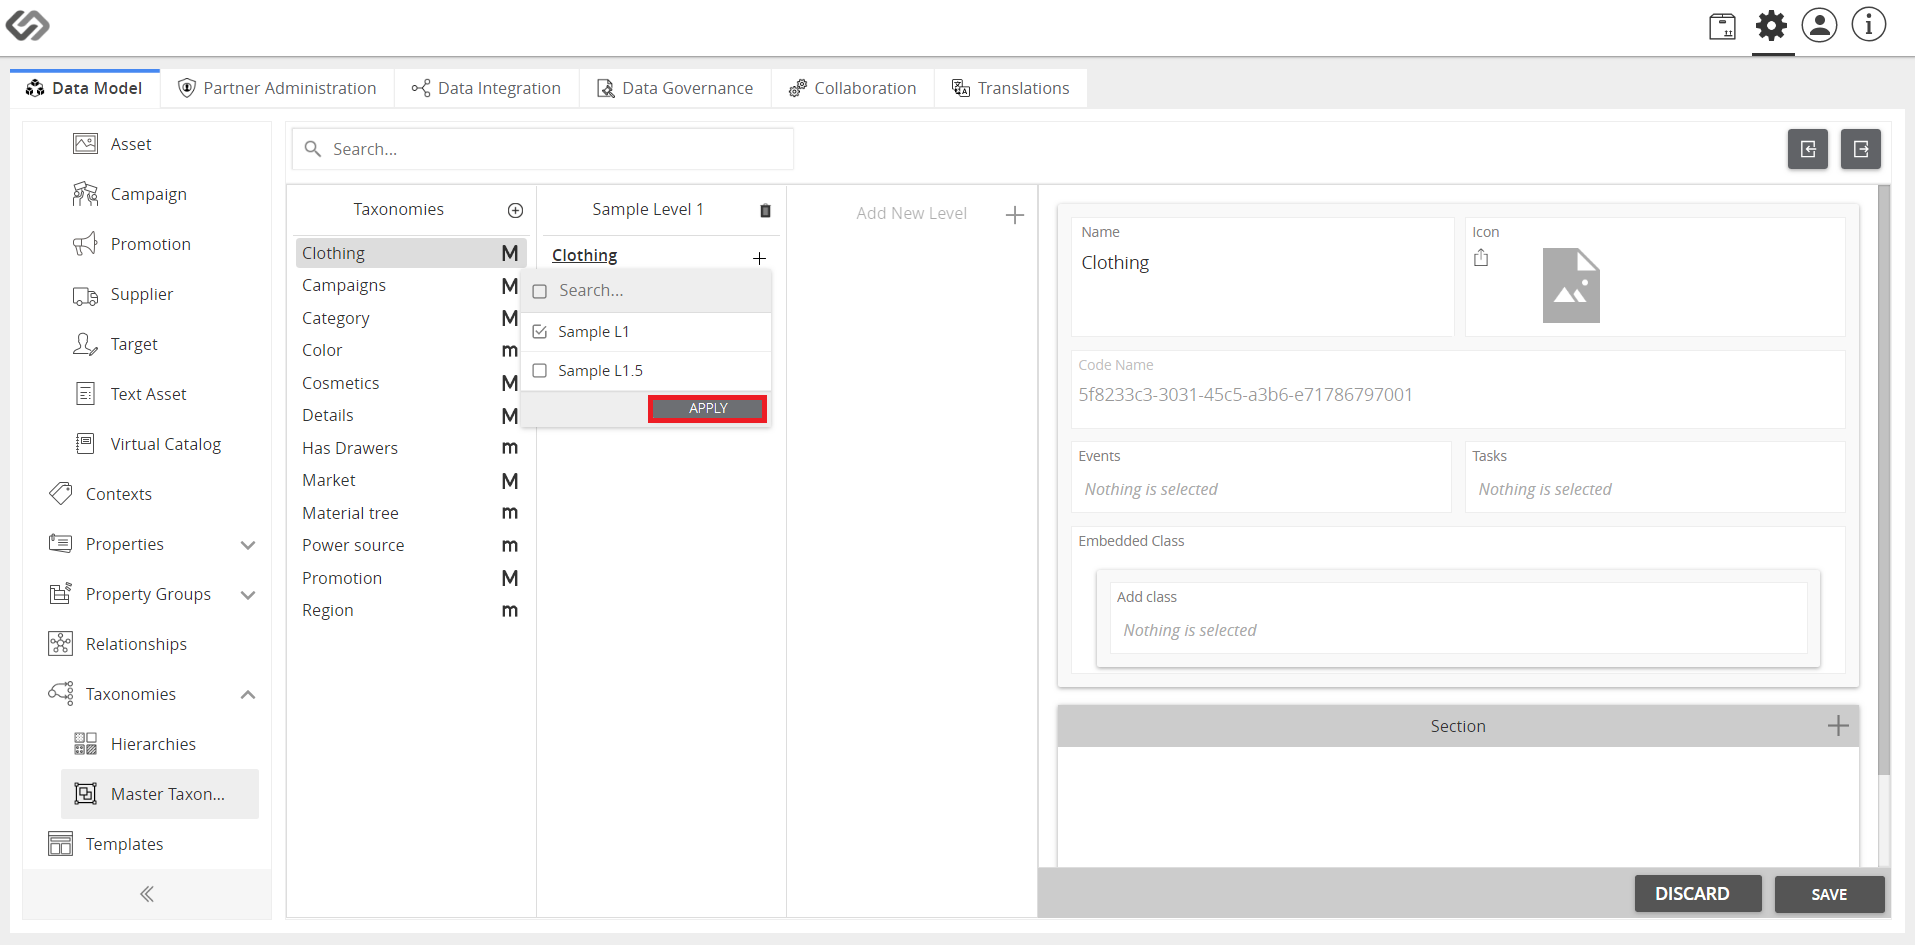 Data Model
Partner Administration
Data Integration
Data Governance
Collaboration
Translations
Asset
Campaign
Promotion
Supplier
Target
Text Asset
Virtual Catalog
Contexts
Properties
Property Groups
Relationships
Taxonomies
Hierarchies
Master Taxon...
Templates
Search...
Taxonomies
Clothing M
Campaigns M
Category M
Color m
Cosmetics M
Details M
Has Drawers m
Market M
Material tree m
Power source m
Promotion M
Region m
Sample Level 1
Clothing
Search...
Sample L1
Sample L1.5
APPLY
Add New Level
Name
Clothing
Icon
Code Name
5f8233c3-3031-45c5-a3b6-e71786797001
Events
Nothing is selected
Tasks
Nothing is selected
Embedded Class
Add class
Nothing is selected
Section
DISCARD
SAVE